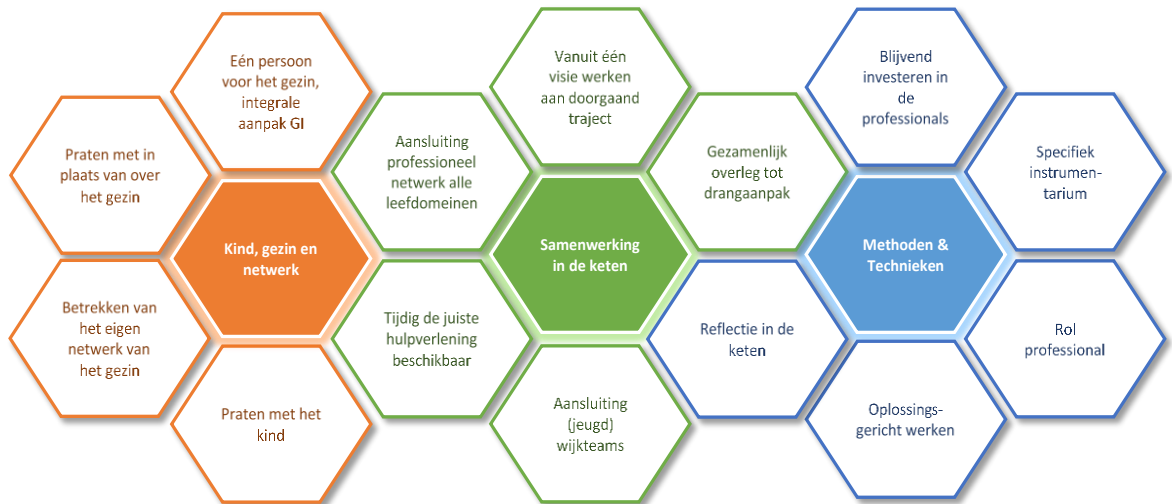 Eén persoon
voor het gezin,
integrale
aanpak GI
Praten met in
plaats van over
het gezin
Kind, gezin en
netwerk
Betrekken van
het eigen
netwerk van
het gezin
Praten met het
kind
Vanuit één
visie werken
aan doorgaand
traject
Aansluiting
professioneel
netwerk alle
leefdomeinen
Gezamenlijk
overleg tot
drangaanpak
Samenwerking
in de keten
Tijdig de juiste
hulpverlening
beschikbaar
Aansluiting
(jeugd)
wijkteams
Blijvend
investeren in
de
professionals
Specifiek
instrumen-
tarium
Methoden &
Technieken
Reflectie in de
keten
Rol
professional
Oplossings-
gericht werken